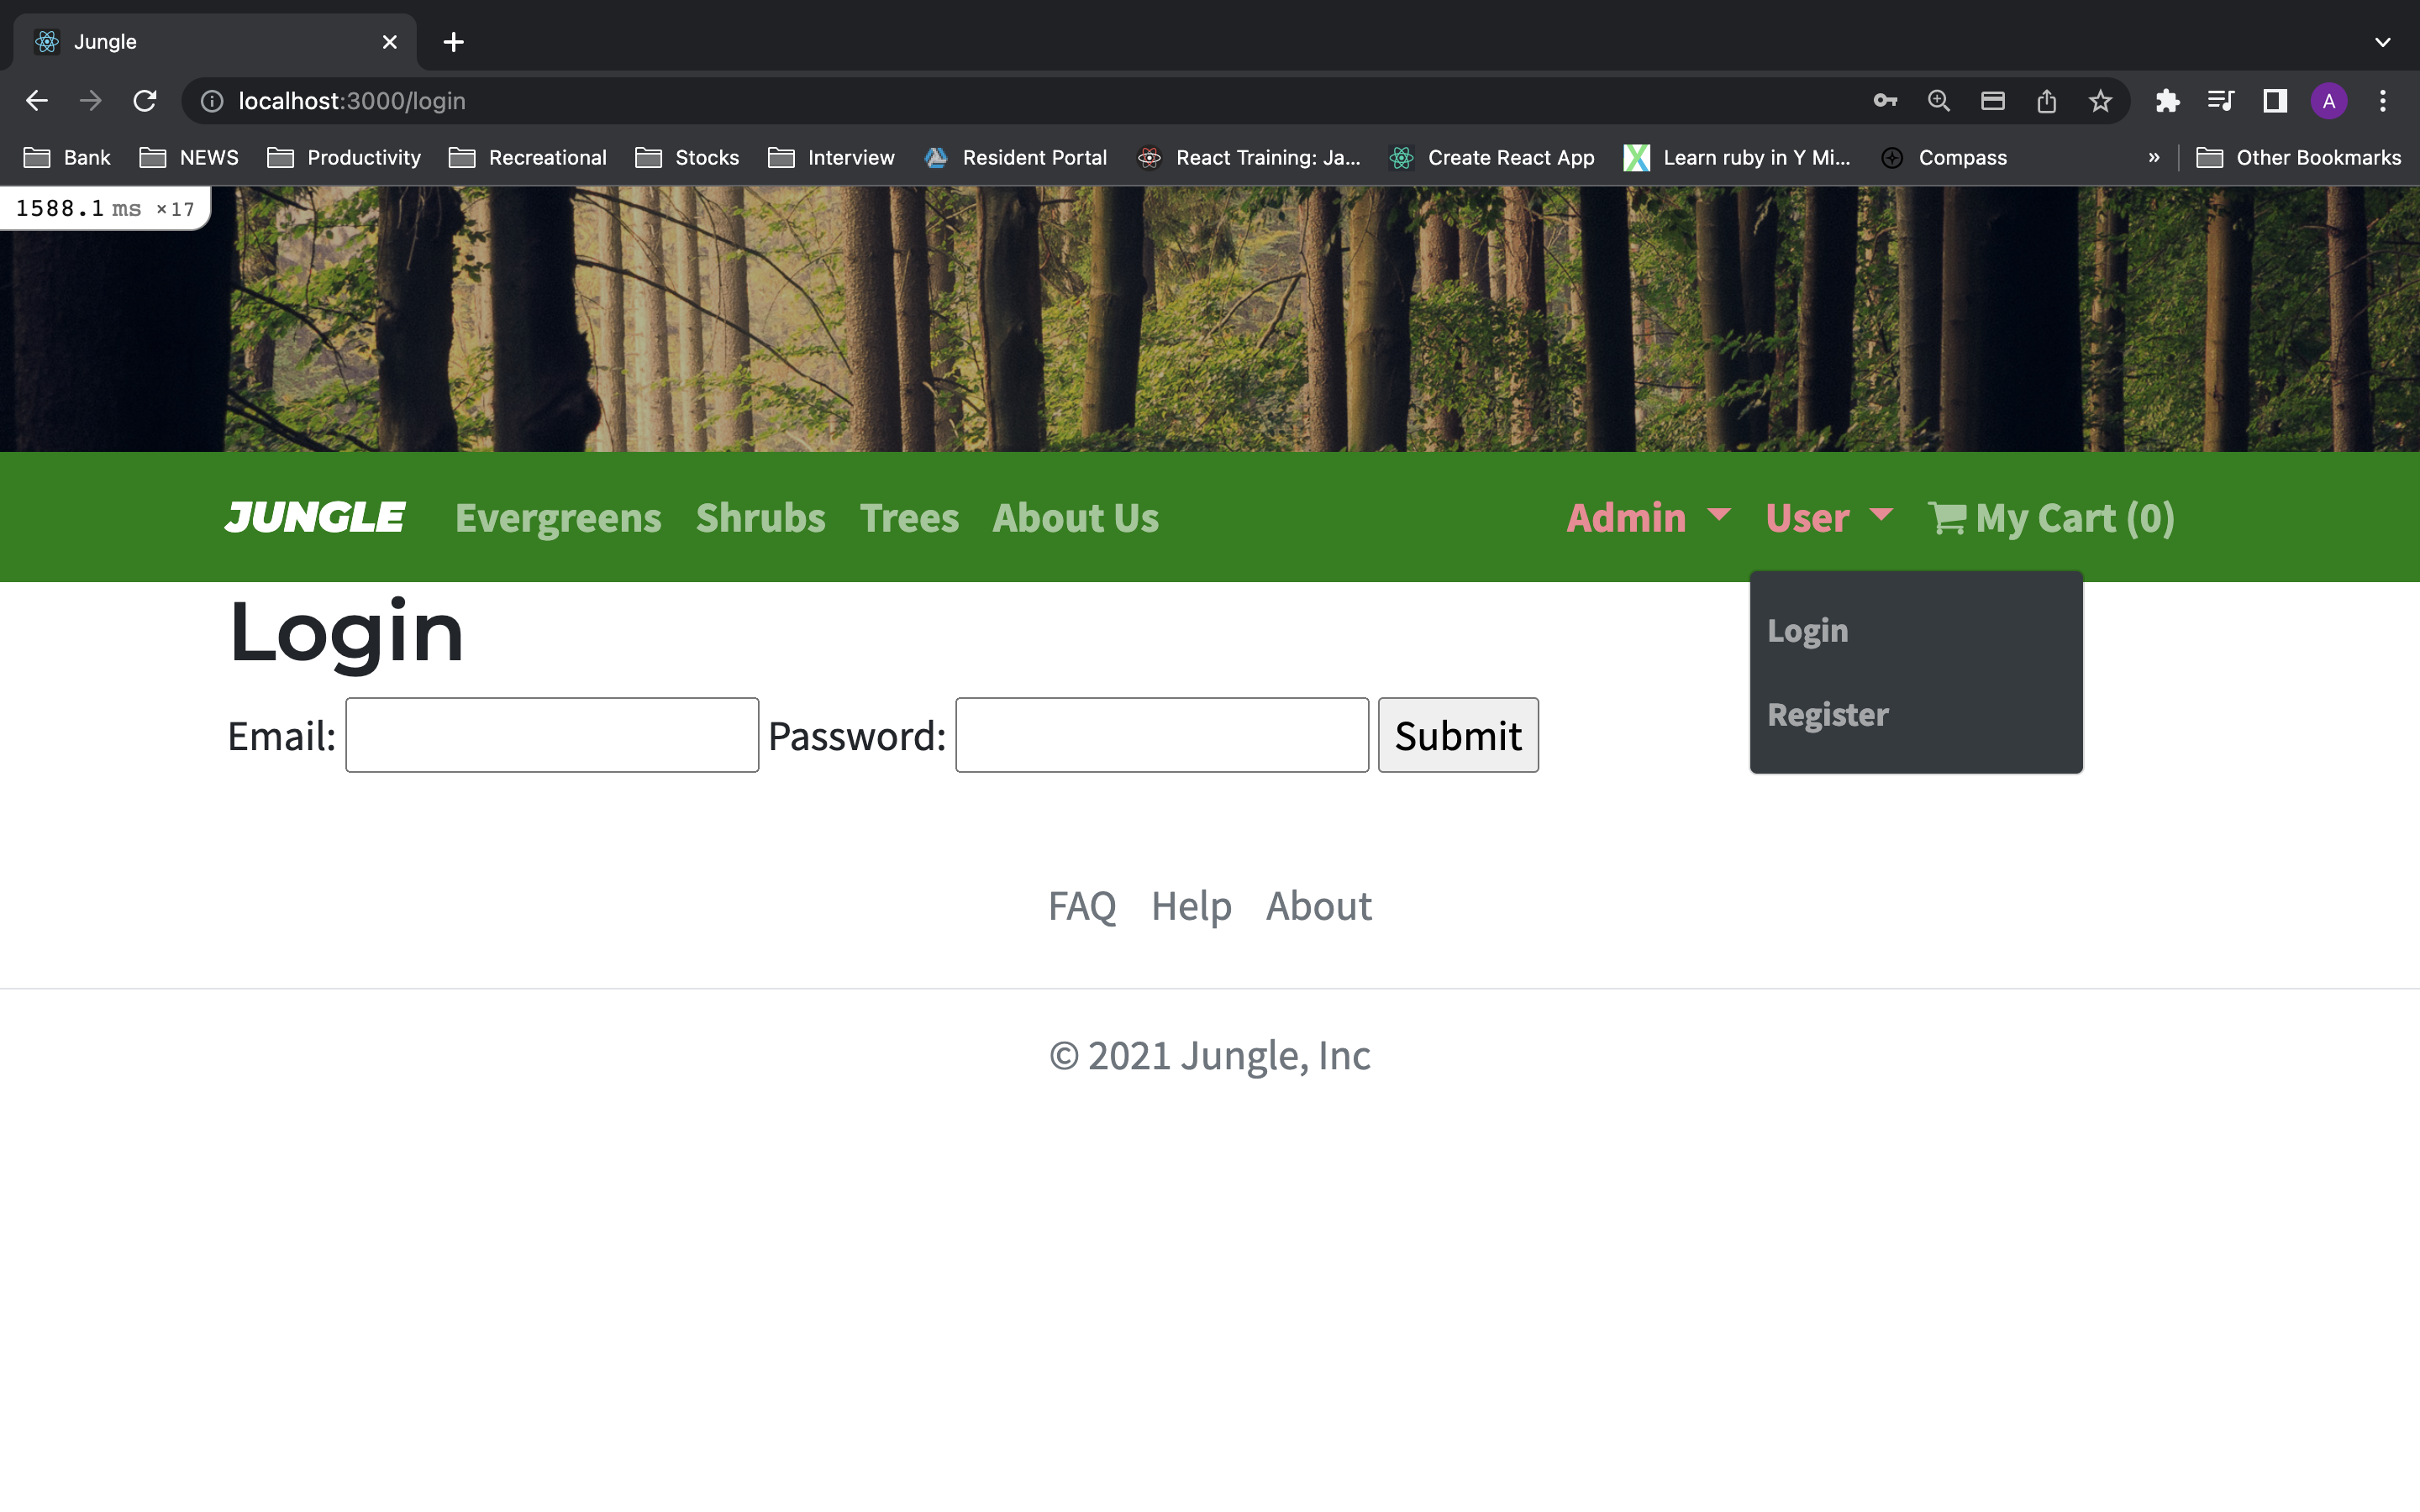 Jungle
localhost:3000/login
A
Bank NEWS Productivity Recreational Stocks Interview Resident Portal React Training: Ja... Create React App Learn ruby in Y Mi... Compass » Other Bookmarks
1588.1 ms ×17
JUNGLE Evergreens Shrubs Trees About Us Admin User My Cart (0)
Login
Register
Login
Email: Password: Submit
FAQ Help About
© 2021 Jungle, Inc